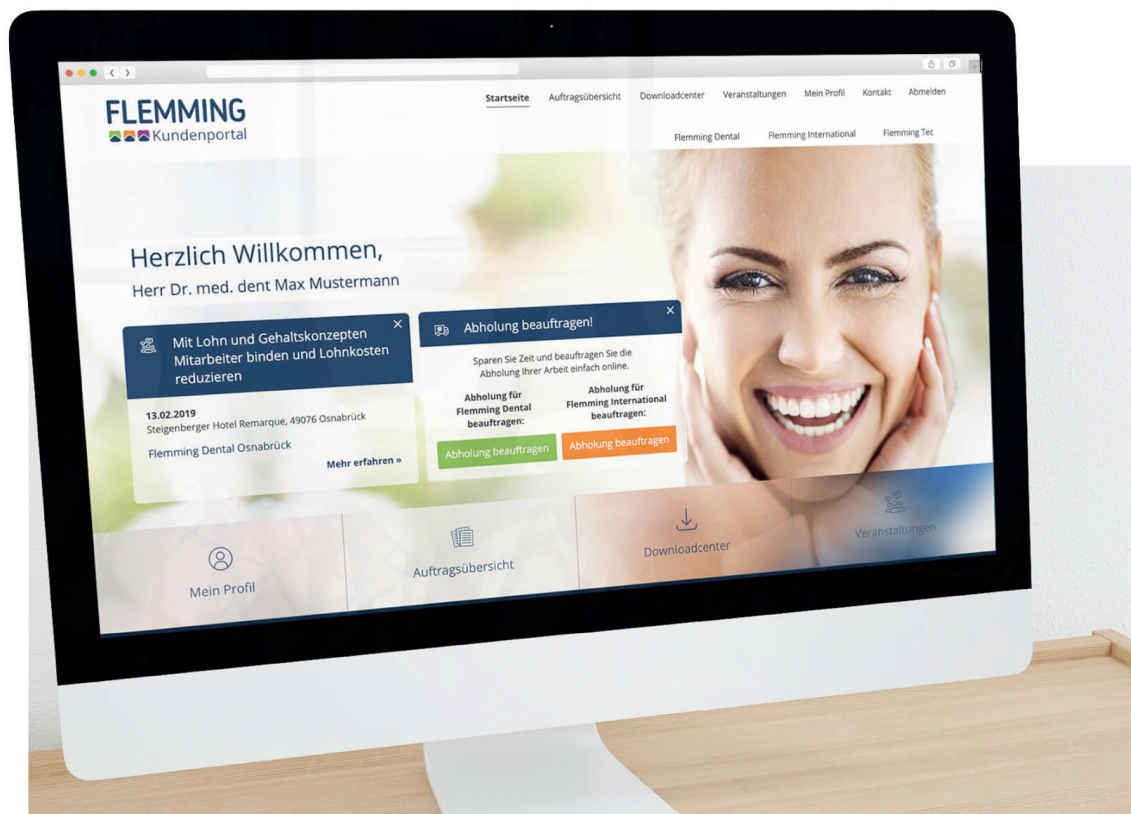 FLEMMING
Kundenportal
Startseite Auftragsübersicht Downloadcenter Veranstaltungen Mein Profil Kontakt Abmelden
Flemming Dental Flemming International Flemming Tec
Herzlich Willkommen,
Herr Dr. med. dent Max Mustermann
Mit Lohn und Gehaltskonzepten
Mitarbeiter binden und Lohnkosten
reduzieren
13.02.2019
Steigenberger Hotel Remarque, 49076 Osnabrück
Flemming Dental Osnabrück
Mehr erfahren »
Abholung beauftragen!
Sparen Sie Zeit und beauftragen Sie die
Abholung Ihrer Arbeit einfach online.
Abholung für
Flemming Dental
beauftragen:
Abholung beauftragen
Abholung für
Flemming International
beauftragen:
Abholung beauftragen
Mein Profil
Auftragsübersicht
Downloadcenter
Veranstaltungen